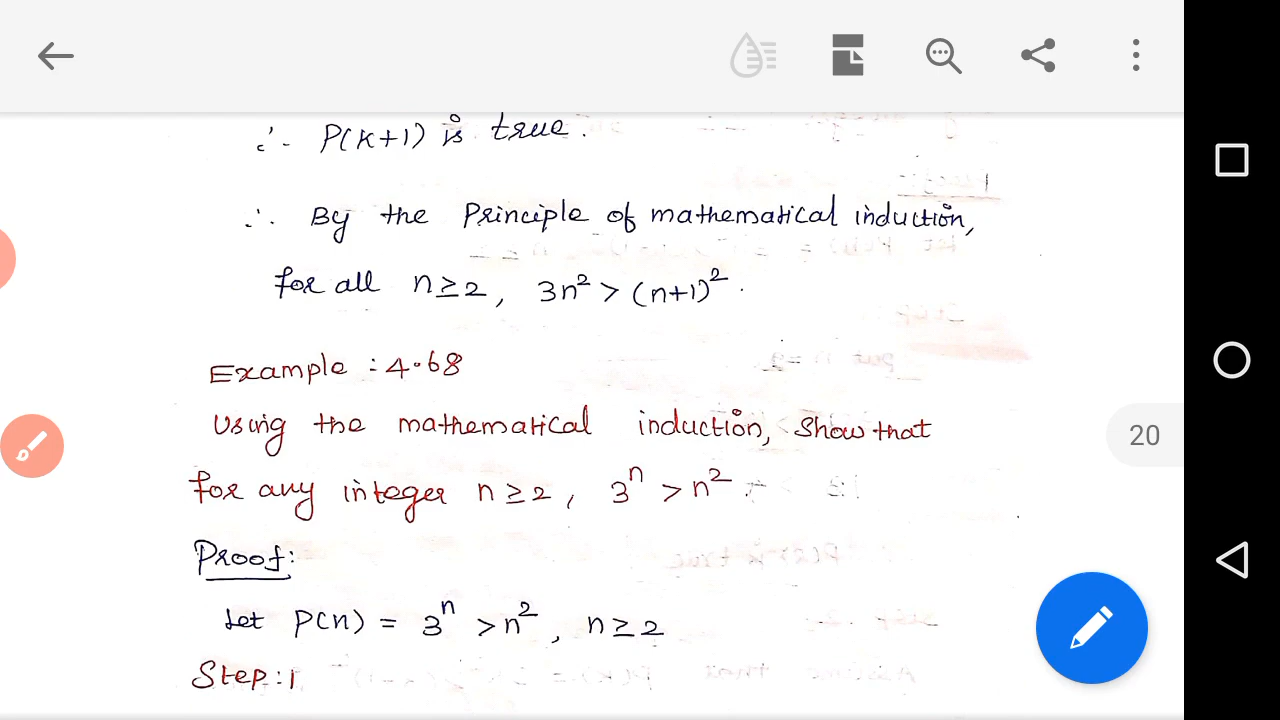 ∴ P(k+1) is true.
∴ By the Principle of mathematical induction,
for all n ≥ 2, 3n² > (n+1)².
Example : 4.68
Using the mathematical induction, Show that
for any integer n ≥ 2, 3ⁿ > n².
Proof:
Let P(n) = 3ⁿ > n², n ≥ 2
Step:1
20